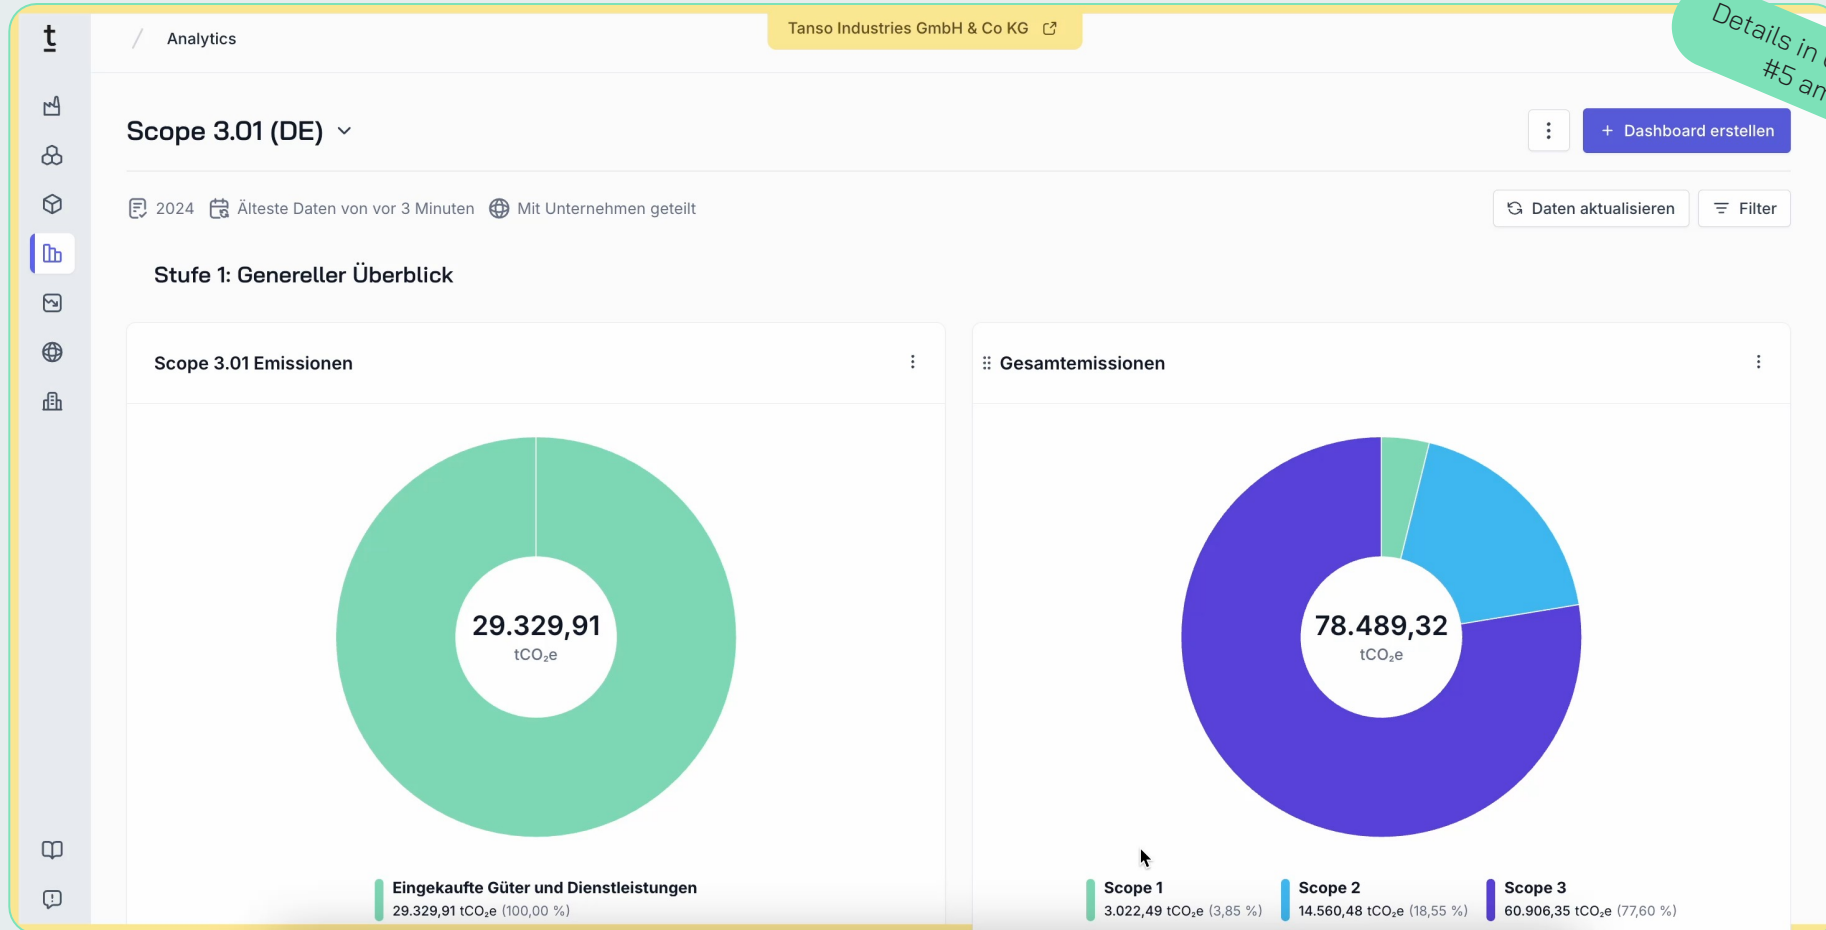 t
Analytics
Tanso Industries GmbH & Co KG
Details in
#5 am
Scope 3.01 (DE)
+ Dashboard erstellen
2024
Älteste Daten von vor 3 Minuten
Mit Unternehmen geteilt
Daten aktualisieren
Filter
Stufe 1: Genereller Überblick
Scope 3.01 Emissionen
29.329,91
tCO₂e
Eingekaufte Güter und Dienstleistungen
29.329,91 tCO₂e (100,00 %)
Gesamtemissionen
78.489,32
tCO₂e
Scope 1
3.022,49 tCO₂e (3,85 %)
Scope 2
14.560,48 tCO₂e (18,55 %)
Scope 3
60.906,35 tCO₂e (77,60 %)